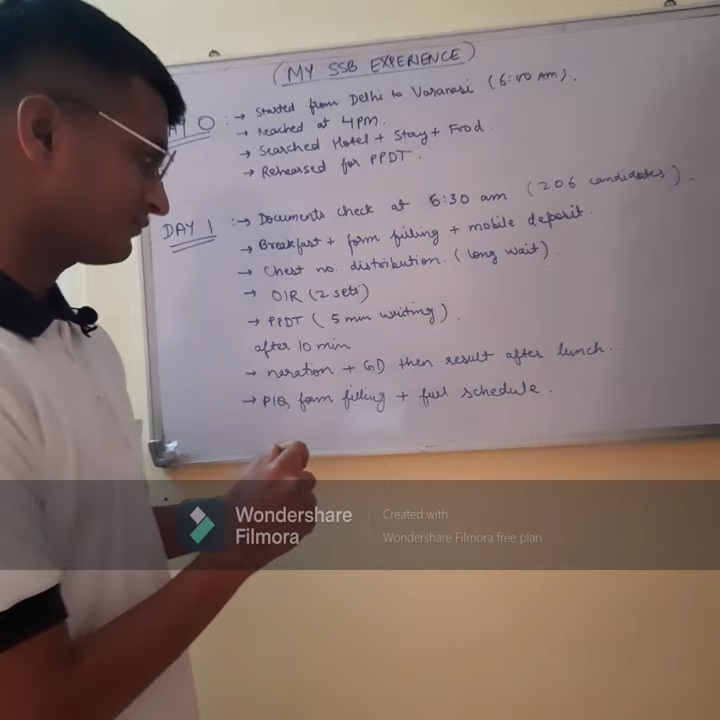 (MY SSB EXPERIENCE)
AY 0 :→ Started from Delhi to Varanasi (6:40 AM).
→ Reached at 4PM.
→ Searched Hotel + Stay + Food.
→ Rehearsed for PPDT.
DAY 1 :→ Documents check at 6:30 am (206 candidates).
→ Breakfast + form filling + mobile deposit.
→ Chest no. distribution. (long wait).
→ OIR (2 sets)
→ PPDT (5 min writing).
after 10 min
→ naration + GD then result after lunch.
→ PIQ form filling + full schedule.
Wondershare
Filmora
Created with
Wondershare Filmora free plan